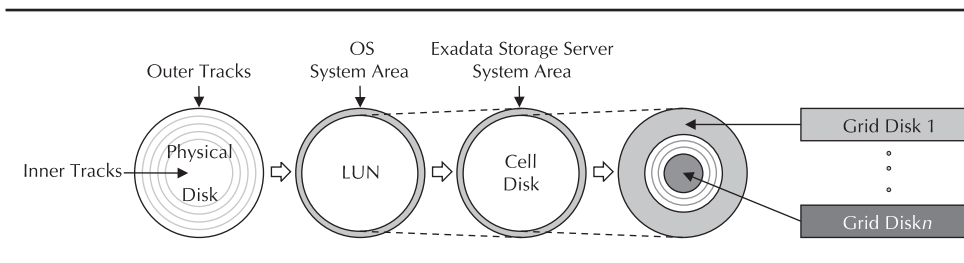 OS
System Area
Exadata Storage Server
System Area
Outer Tracks
Inner Tracks
Physical
Disk
LUN
Cell
Disk
Grid Disk 1
Grid Diskn